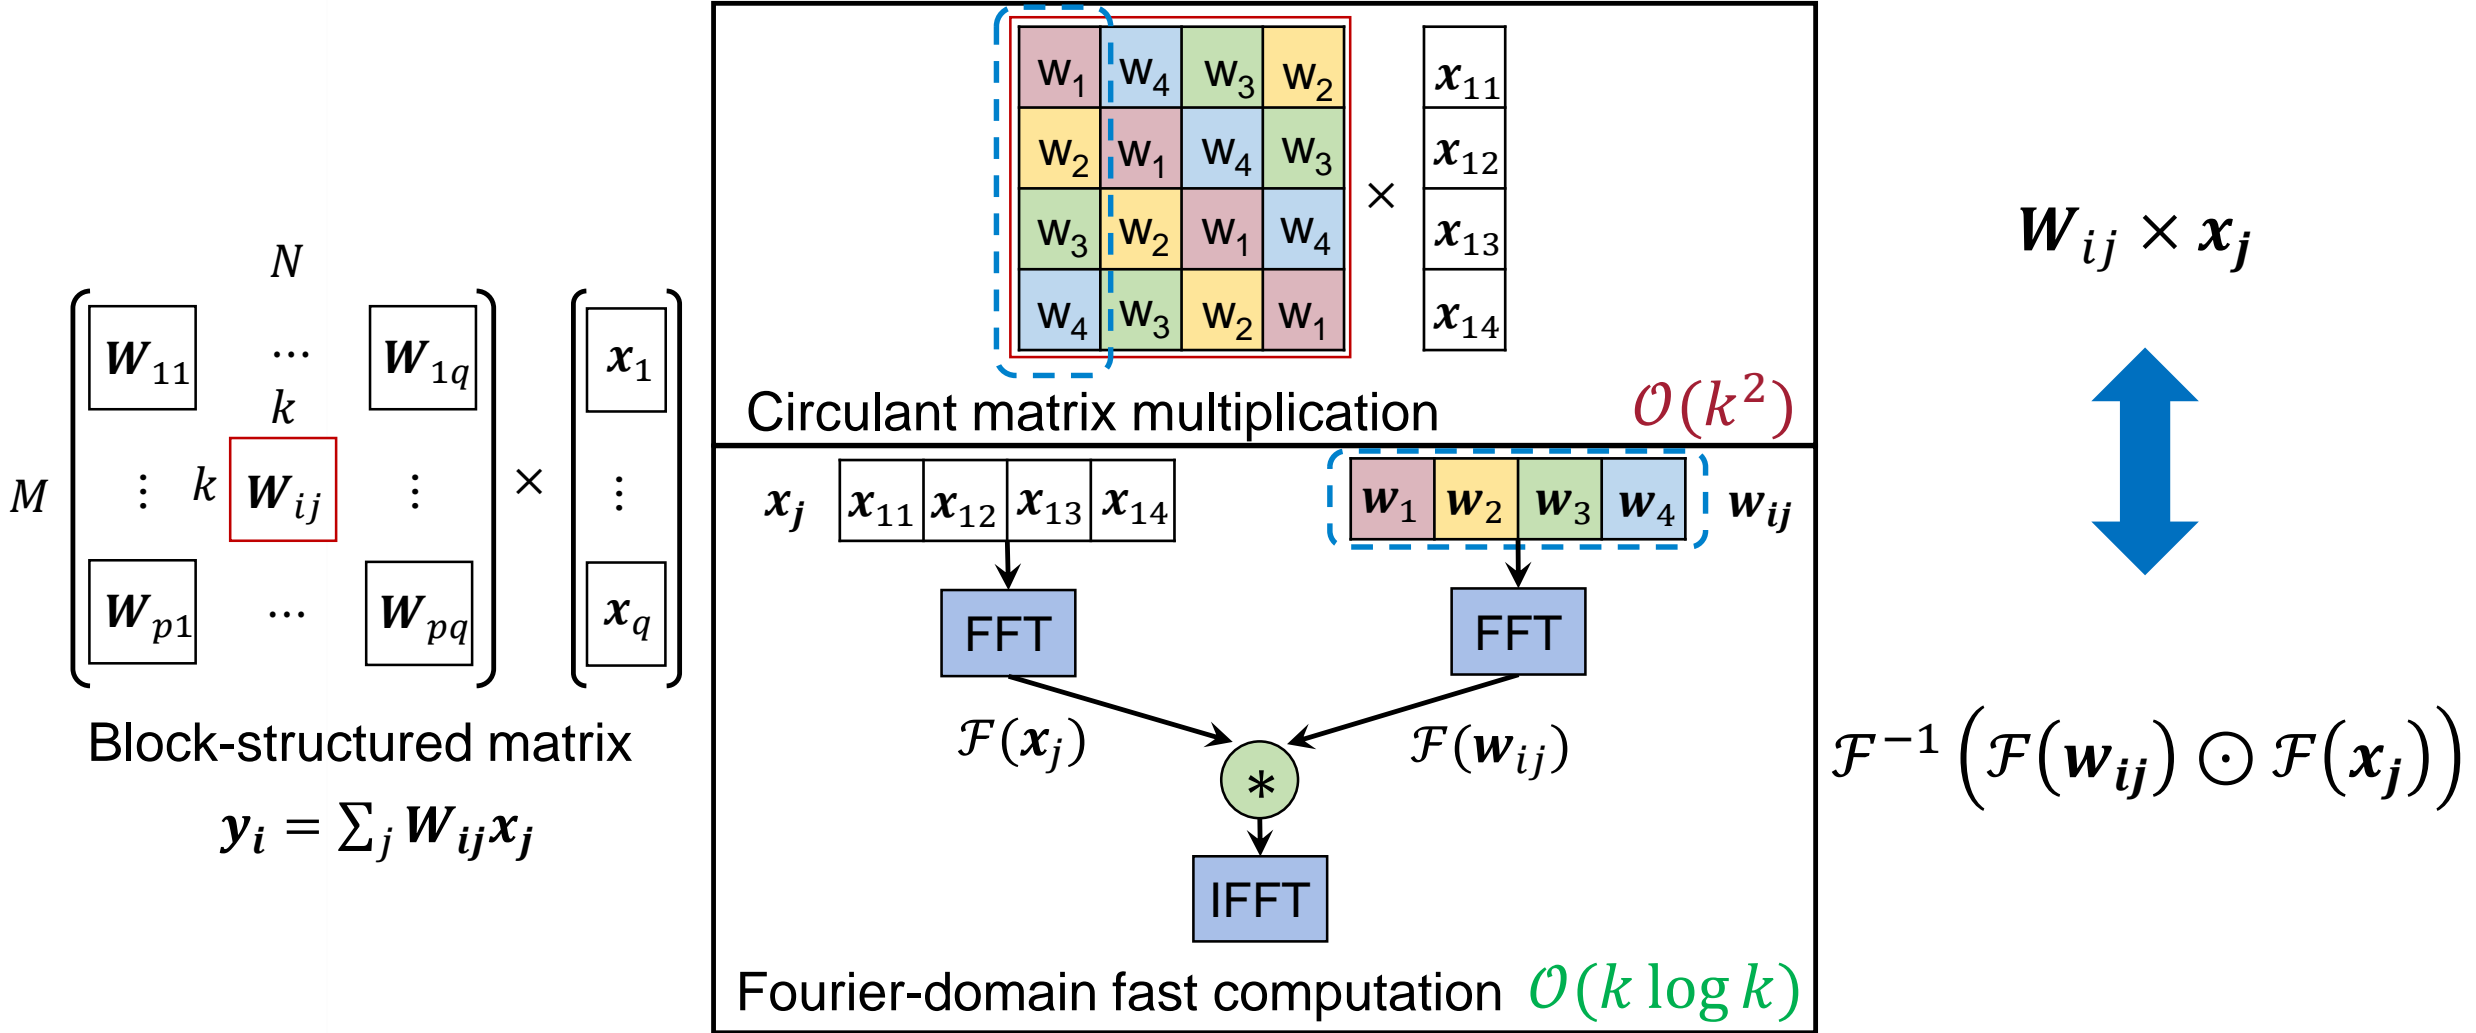 N
M
k
k
W₁₁ ⋯ W₁q
⋮ Wᵢⱼ ⋮
Wₚ₁ ⋯ W_pq
×
x₁
⋮
x_q
Block-structured matrix
yᵢ = ∑ⱼ Wᵢⱼxⱼ
w₁ w₄ w₃ w₂
w₂ w₁ w₄ w₃
w₃ w₂ w₁ w₄
w₄ w₃ w₂ w₁
×
x₁₁
x₁₂
x₁₃
x₁₄
Circulant matrix multiplication 𝒪(k²)
xⱼ x₁₁ x₁₂ x₁₃ x₁₄
w₁ w₂ w₃ w₄ wᵢⱼ
FFT FFT
ℱ(xⱼ) ℱ(wᵢⱼ)
*
IFFT
Fourier-domain fast computation 𝒪(k log k)
Wᵢⱼ × xⱼ
ℱ⁻¹(ℱ(wᵢⱼ) ⊙ ℱ(xⱼ))